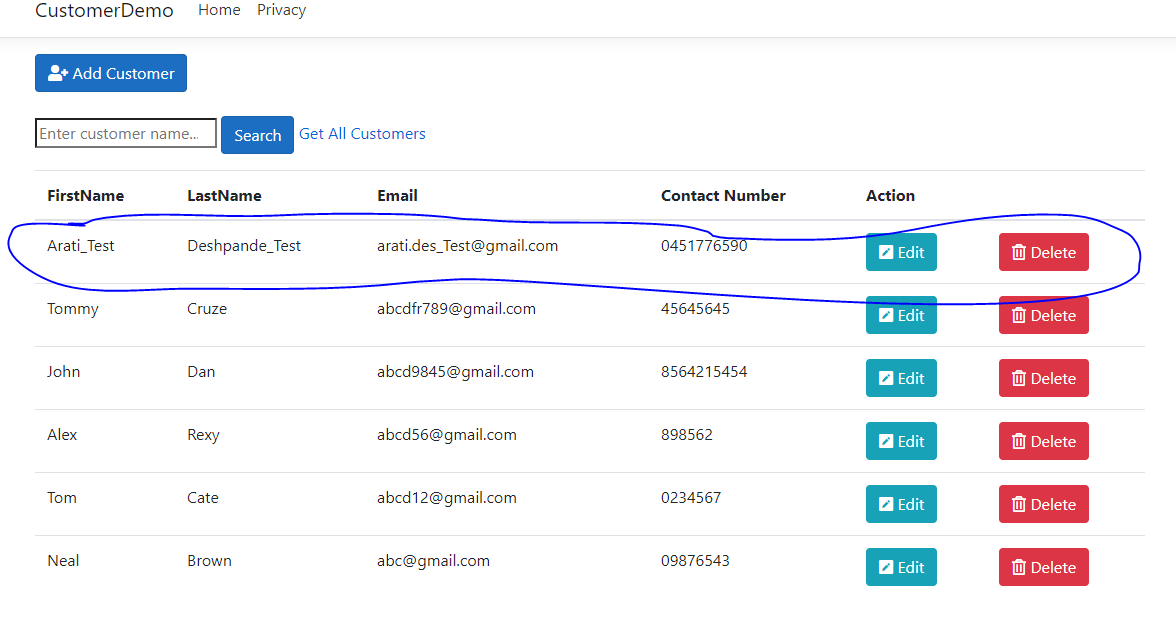 CustomerDemo Home Privacy
Add Customer
Enter customer name... Search Get All Customers
FirstName LastName Email Contact Number Action
Arati_Test Deshpande_Test arati.des_Test@gmail.com 0451776590 Edit Delete
Tommy Cruze abcdfr789@gmail.com 45645645 Edit Delete
John Dan abcd9845@gmail.com 8564215454 Edit Delete
Alex Rexy abcd56@gmail.com 898562 Edit Delete
Tom Cate abcd12@gmail.com 0234567 Edit Delete
Neal Brown abc@gmail.com 09876543 Edit Delete